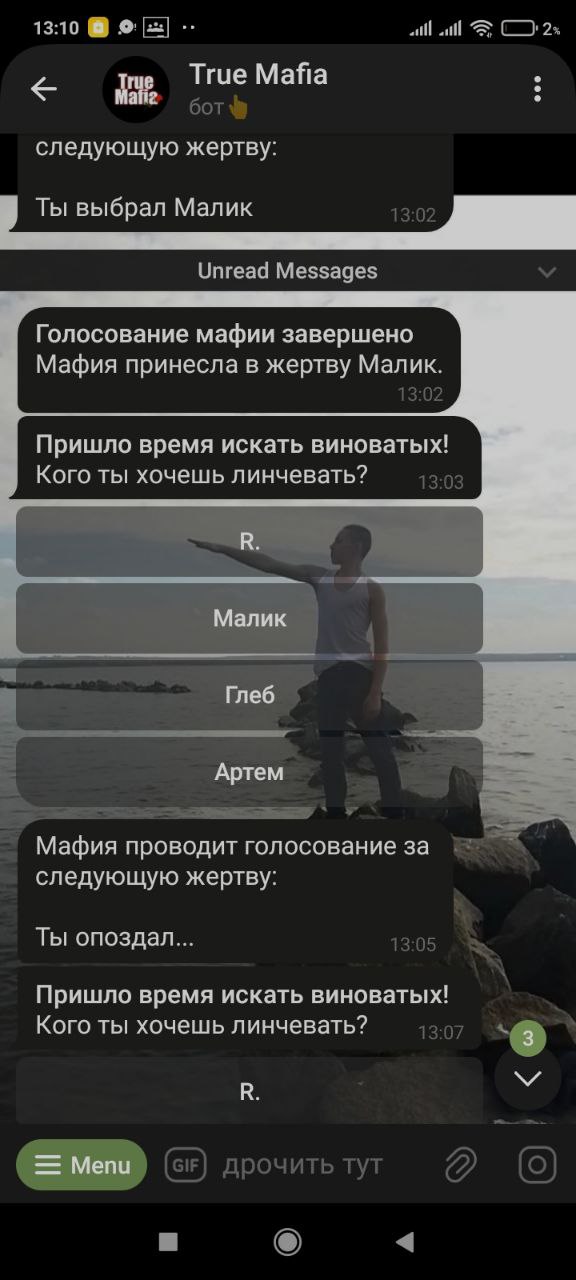 13:10
2%
True Mafia
True Mafia
бот👆
следующую жертву:
Ты выбрал Малик
13:02
Unread Messages
Голосование мафии завершено
Мафия принесла в жертву Малик.
13:02
Пришло время искать виноватых!
Кого ты хочешь линчевать?
13:03
R.
Малик
Глеб
Артем
Мафия проводит голосование за
следующую жертву:
Ты опоздал...
13:05
Пришло время искать виноватых!
Кого ты хочешь линчевать?
13:07
3
R.
Menu
GIF
дрочить тут